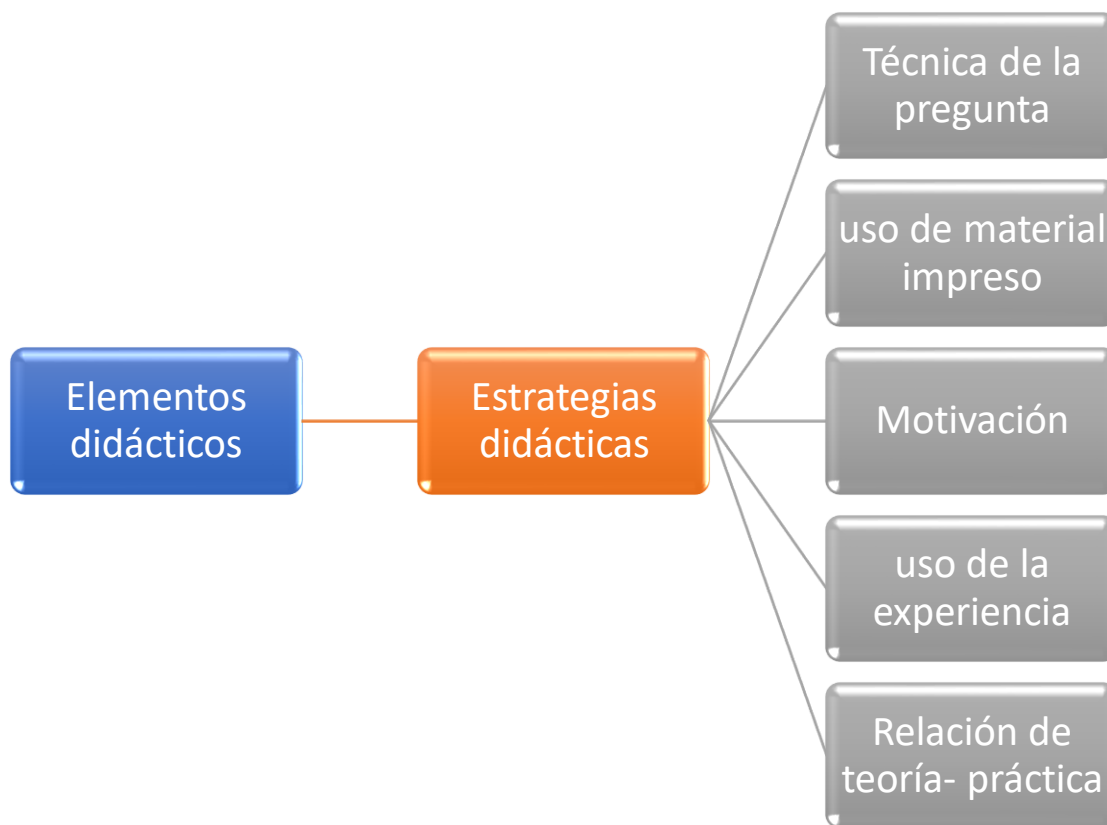 Elementos
didácticos
Estrategias
didácticas
Técnica de la
pregunta
uso de material
impreso
Motivación
uso de la
experiencia
Relación de
teoría- práctica